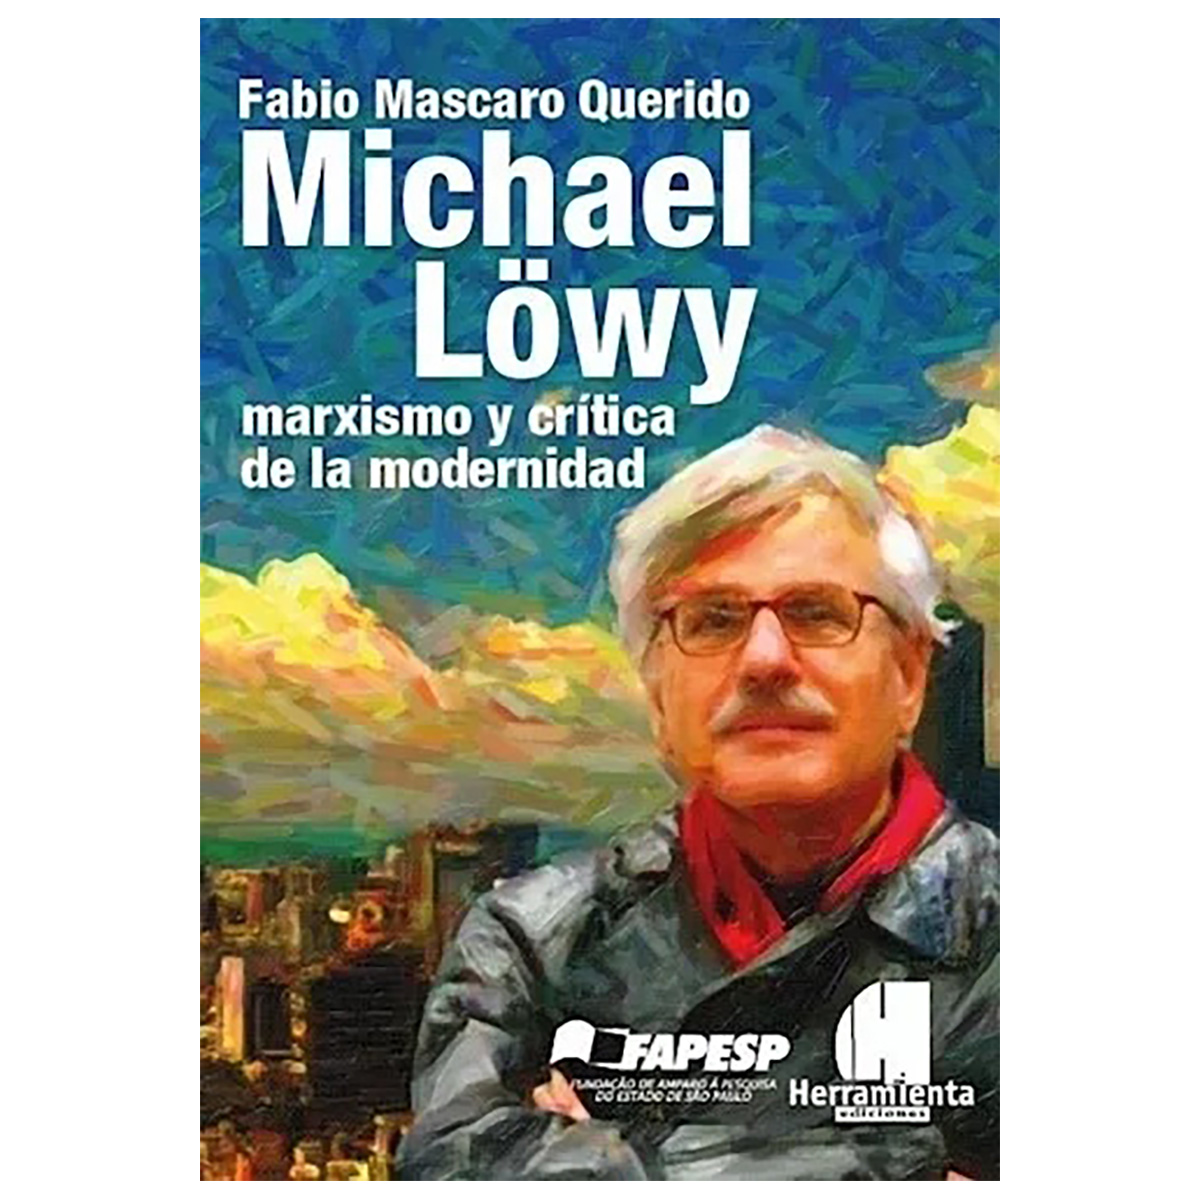 Fabio Mascaro Querido
Michael
Löwy
marxismo y crítica
de la modernidad
FAPESP
FUNDAÇÃO DE AMPARO À PESQUISA
DO ESTADO DE SÃO PAULO
H
Herramienta
ediciones